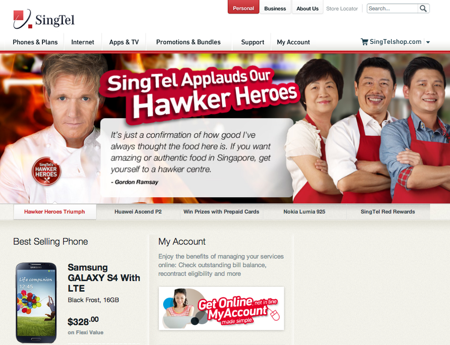 SingTel
Personal
Business
About Us
Store Locator
Search...
Phones & Plans
Internet
Apps & TV
Promotions & Bundles
Support
My Account
SingTelshop.com
SingTel Applauds Our
Hawker Heroes
It's just a confirmation of how good I've
always thought the food here is. If you want
amazing or authentic food in Singapore, get
yourself to a hawker centre.
- Gordon Ramsay
SingTel
HAWKER
HEROES
Hawker Heroes Triumph
Huawei Ascend P2
Win Prizes with Prepaid Cards
Nokia Lumia 925
SingTel Red Rewards
Best Selling Phone
Samsung
GALAXY S4 With
LTE
Black Frost, 16GB
$328.00
on Flexi Value
My Account
Enjoy the benefits of managing your services
online: Check outstanding bill balance,
recontract eligibility and more
Get Online, not in line
MyAccount
made simple